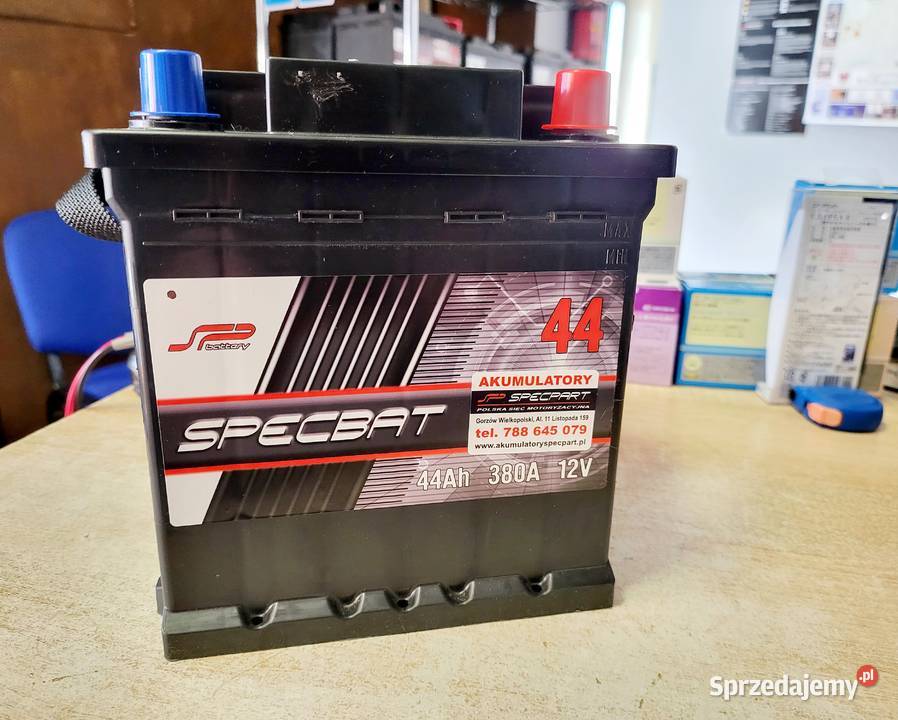 MAX
MIN
44
SP
battery
AKUMULATORY
SP SPECPART
POLSKA SIEĆ MOTORYZACYJNA
Gorzów Wielkopolski, Al. 11 Listopada 159
tel. 788 645 079
www.akumulatoryspecpart.pl
SPECBAT
44Ah 380A 12V
Sprzedajemy.pl